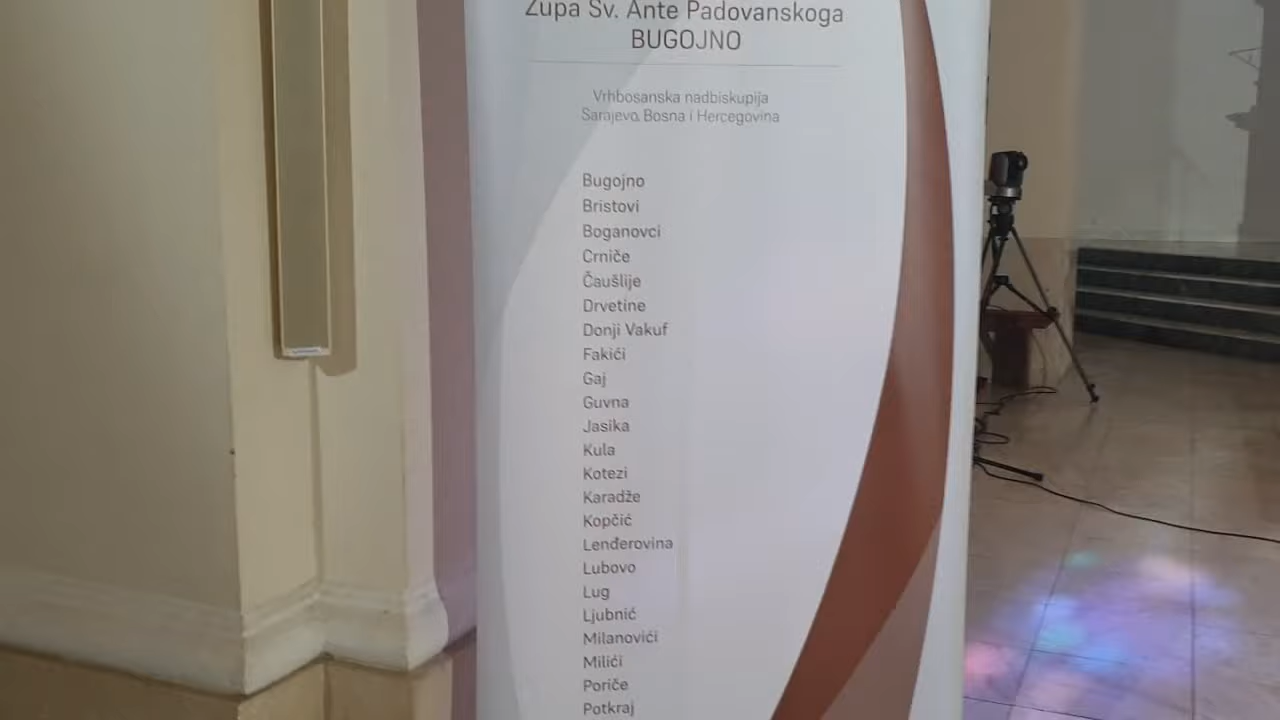 Župa Sv. Ante Padovanskoga
BUGOJNO
Vrhbosanska nadbiskupija
Sarajevo, Bosna i Hercegovina
Bugojno
Bristovi
Boganovci
Crniče
Čaušlije
Drvetine
Donji Vakuf
Fakići
Gaj
Guvna
Jasika
Kula
Kotezi
Karadže
Kopčić
Lenđerovina
Lubovo
Lug
Ljubnić
Milanovići
Milići
Poriče
Potkraj